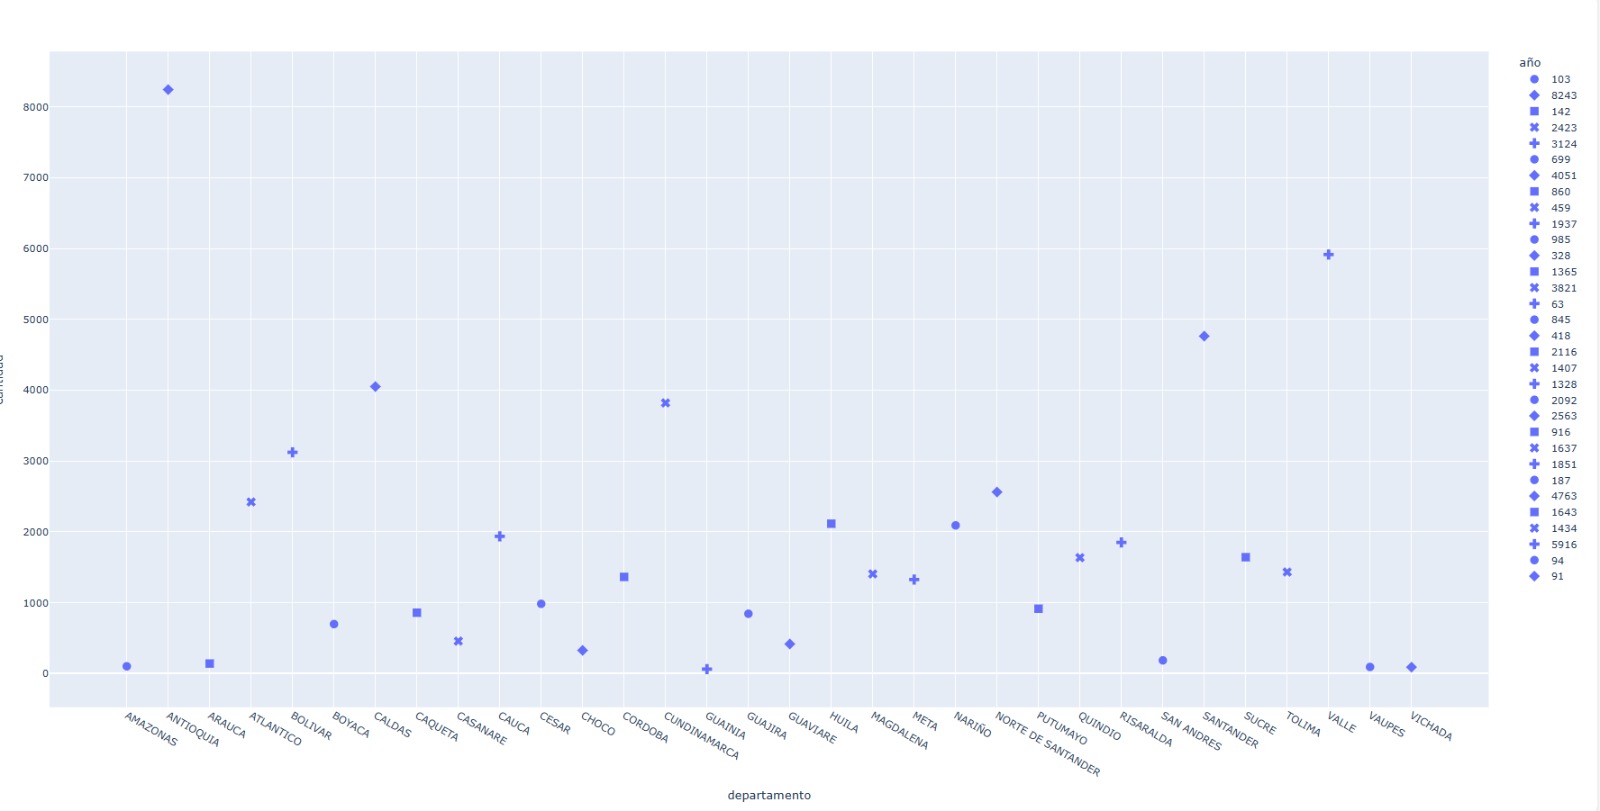 año
103
8243
142
2423
3124
699
4051
860
459
1937
985
328
1365
3821
63
845
418
2116
1407
1328
2092
2563
916
1637
1851
187
4763
1643
1434
5916
94
91
8000
7000
6000
5000
4000
3000
2000
1000
0
AMAZONAS
ANTIOQUIA
ARAUCA
ATLANTICO
BOLIVAR
BOYACA
CALDAS
CAQUETA
CASANARE
CAUCA
CESAR
CHOCO
CORDOBA
CUNDINAMARCA
GUAINIA
GUAJIRA
GUAVIARE
HUILA
MAGDALENA
META
NARIÑO
NORTE DE SANTANDER
PUTUMAYO
QUINDIO
RISARALDA
SAN ANDRES
SANTANDER
SUCRE
TOLIMA
VALLE
VAUPES
VICHADA
departamento